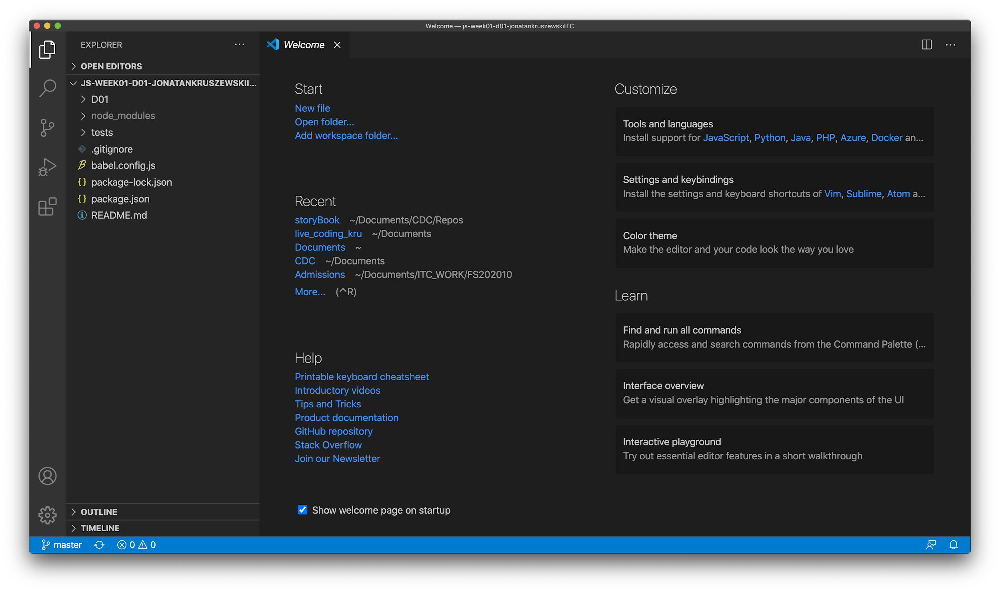 Welcome — js-week01-d01-jonatankruszewskiITC
EXPLORER
OPEN EDITORS
JS-WEEK01-D01-JONATANKRUSZEWSKII...
D01
node_modules
tests
.gitignore
babel.config.js
package-lock.json
package.json
README.md
OUTLINE
TIMELINE
Welcome
Start
New file
Open folder...
Add workspace folder...
Recent
storyBook ~/Documents/CDC/Repos
live_coding_kru ~/Documents
Documents ~
CDC ~/Documents
Admissions ~/Documents/ITC_WORK/FS202010
More... (^R)
Help
Printable keyboard cheatsheet
Introductory videos
Tips and Tricks
Product documentation
GitHub repository
Stack Overflow
Join our Newsletter
Show welcome page on startup
Customize
Tools and languages
Install support for JavaScript, Python, Java, PHP, Azure, Docker an...
Settings and keybindings
Install the settings and keyboard shortcuts of Vim, Sublime, Atom a...
Color theme
Make the editor and your code look the way you love
Learn
Find and run all commands
Rapidly access and search commands from the Command Palette (...
Interface overview
Get a visual overlay highlighting the major components of the UI
Interactive playground
Try out essential editor features in a short walkthrough
master 0 0